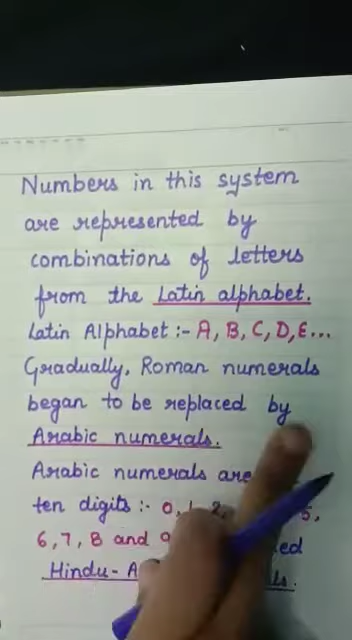 Numbers in this system
are represented by
combinations of letters
from the Latin alphabet.
Latin Alphabet :- A, B, C, D, E...
Gradually, Roman numerals
began to be replaced by
Arabic numerals.
Arabic numerals are
ten digits :- 0, 1, 2, 5,
6, 7, 8 and 9
Hindu-A